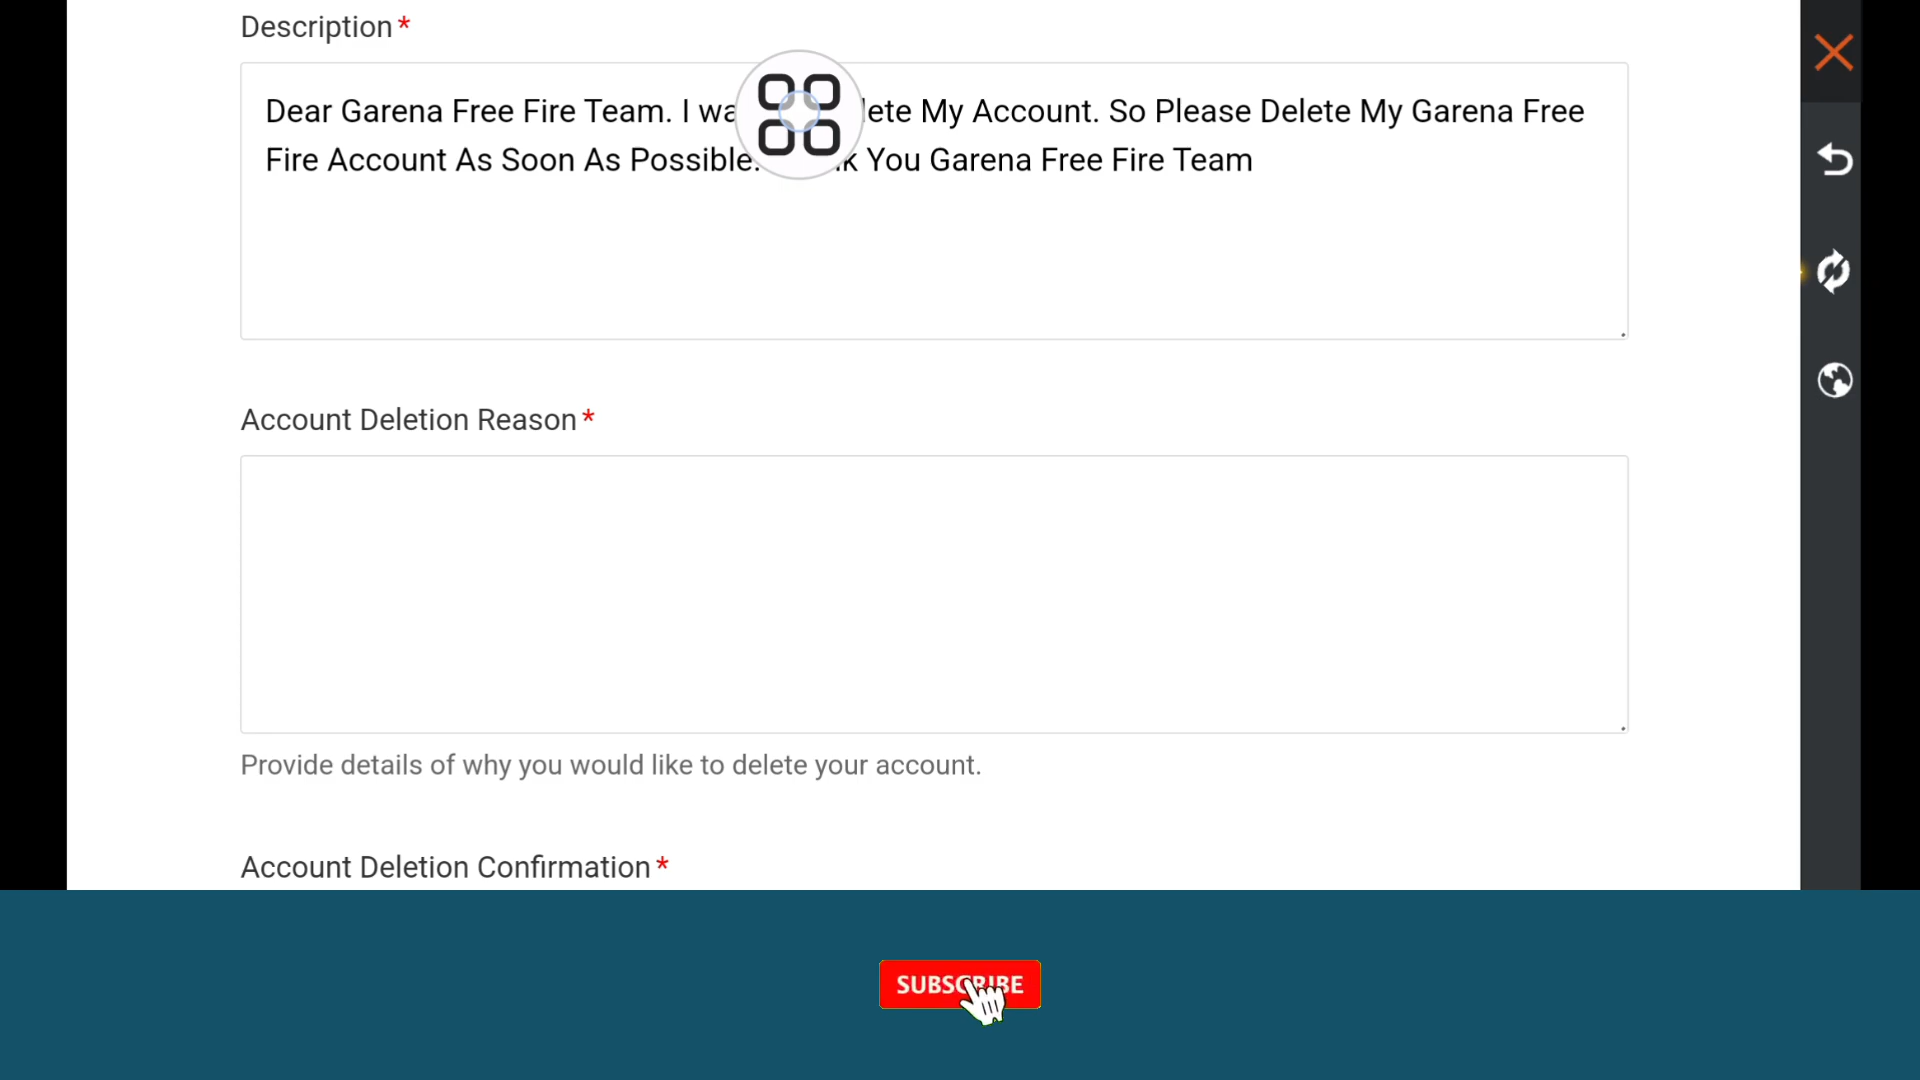 Description *
Dear Garena Free Fire Team. I My Account. So Please Delete My Garena Free
Fire Account As Soon As Possible. You Garena Free Fire Team
Account Deletion Reason *
Provide details of why you would like to delete your account.
Account Deletion Confirmation *
SUBSCRIBE